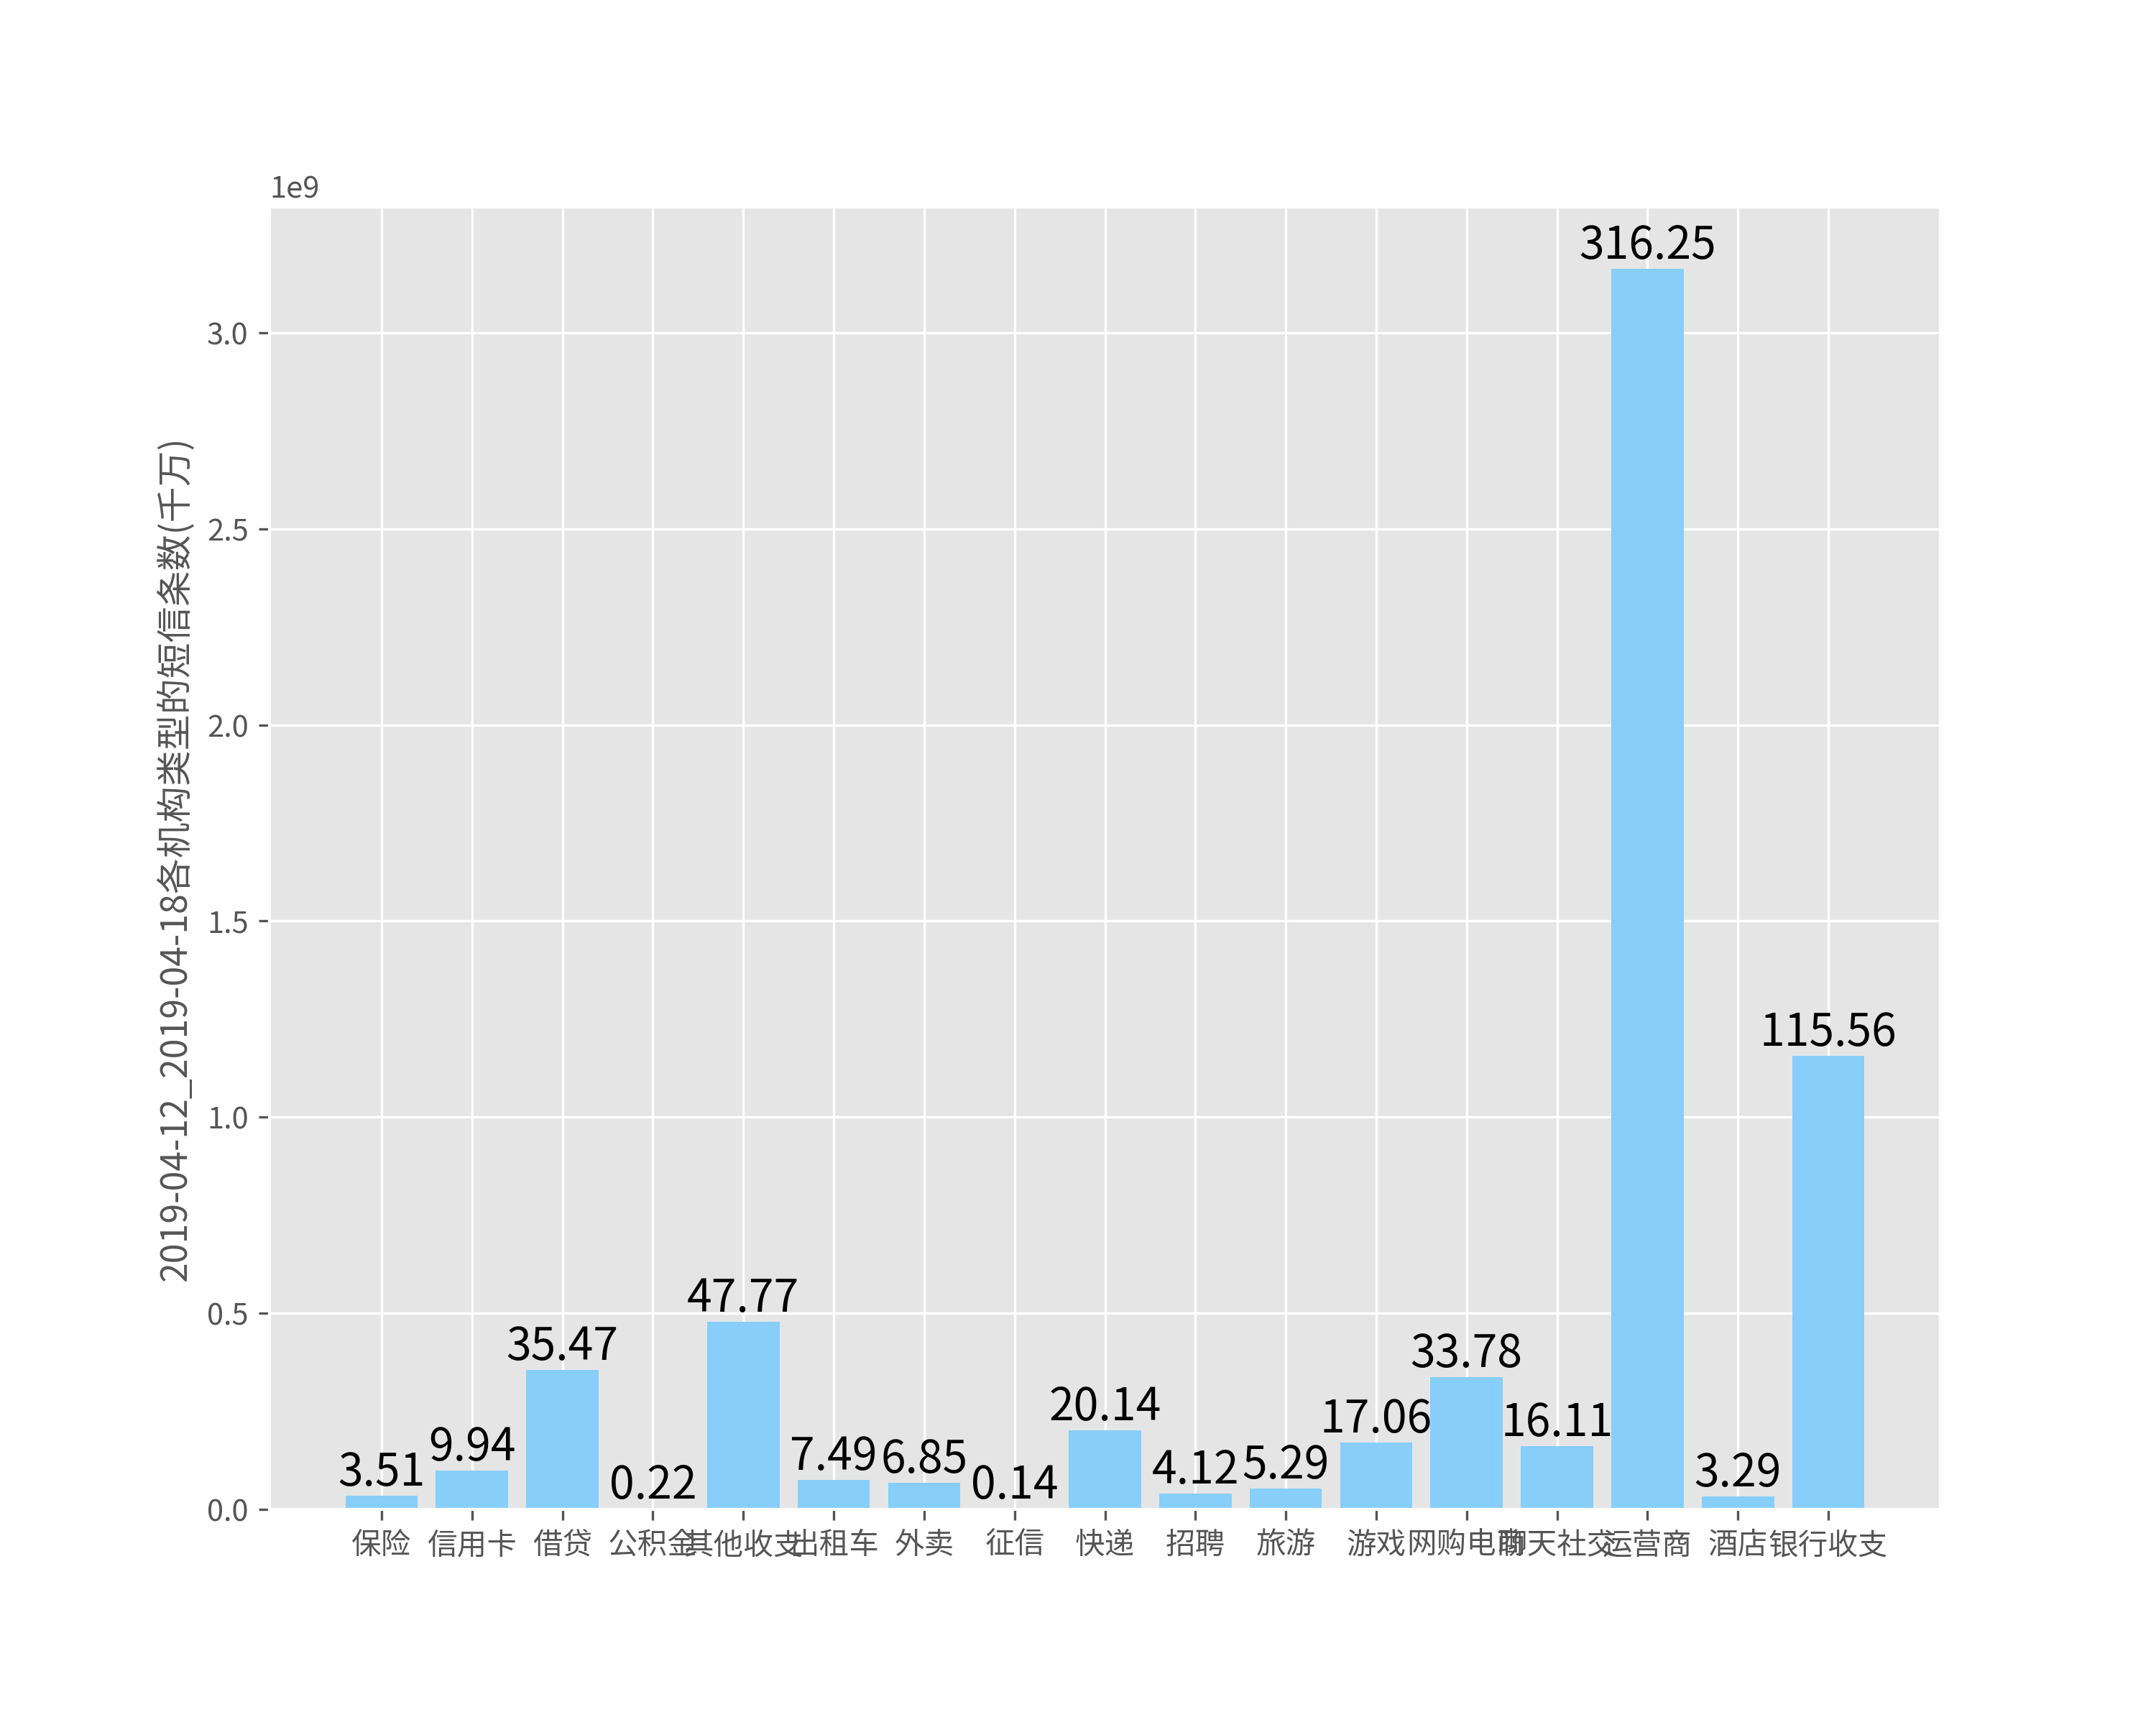 1e9
2019-04-12_2019-04-18各机构类型的短信条数(千万)
3.0
2.5
2.0
1.5
1.0
0.5
0.0
3.51
9.94
35.47
0.22
47.77
7.49
6.85
0.14
20.14
4.12
5.29
17.06
33.78
16.11
316.25
3.29
115.56
保险
信用卡
借贷
公积金
其他收支
出租车
外卖
征信
快递
招聘
旅游
游戏
网购电商
聊天社交
运营商
酒店
银行收支